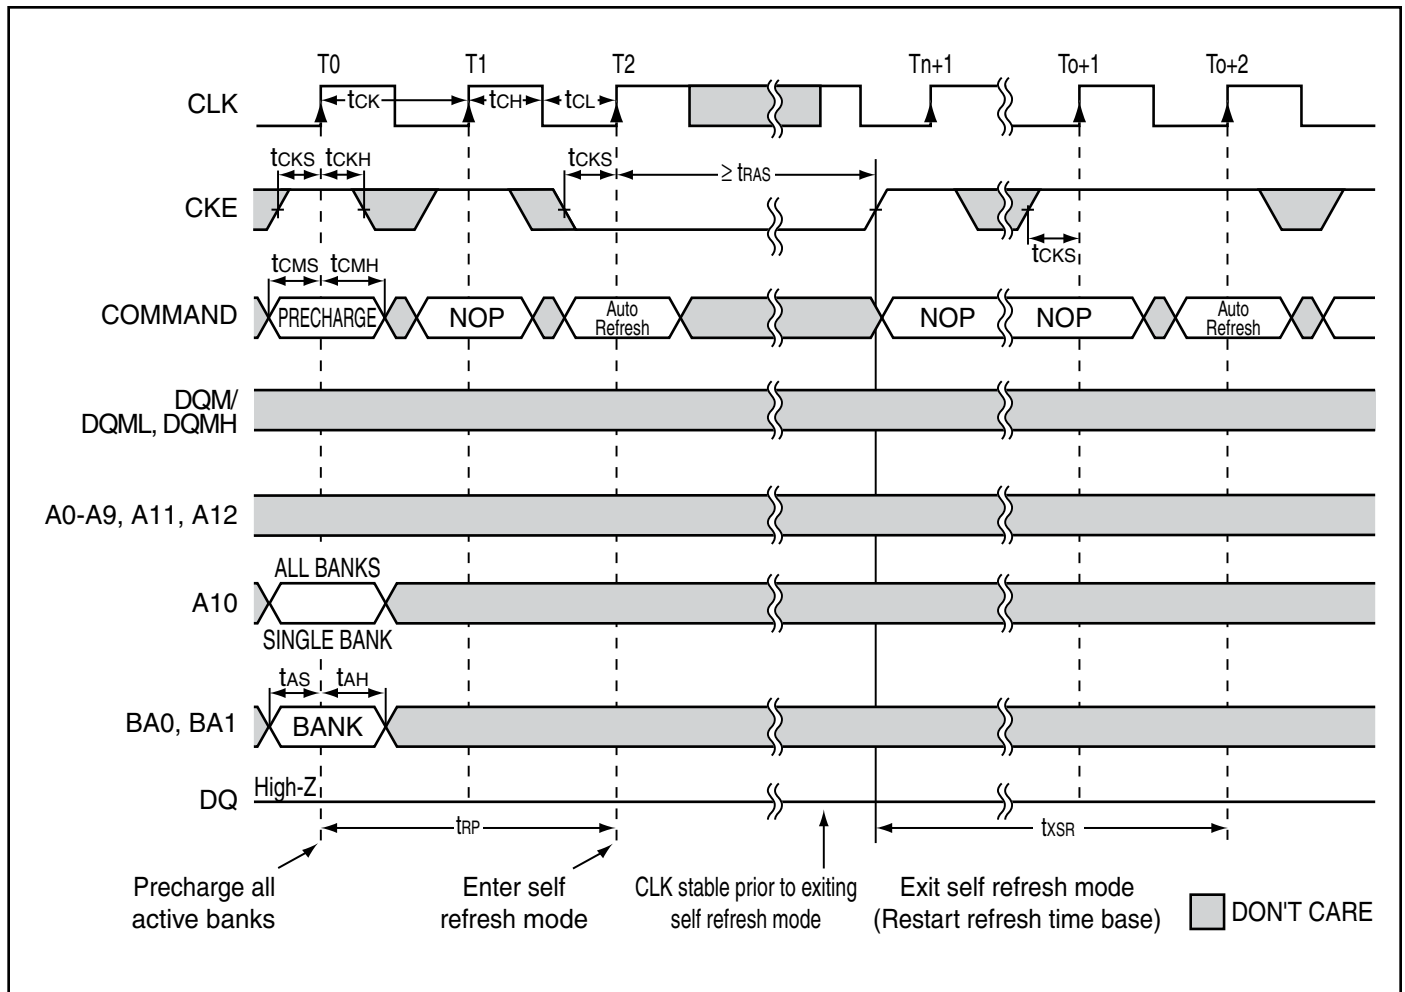 T0 T1 T2 Tn+1 To+1 To+2
CLK tCK tCH tCL
tCKS tCKH tCKS ≥ tRAS
CKE
tCKS
tCMS tCMH
COMMAND PRECHARGE NOP Auto Refresh NOP NOP Auto Refresh
DQM/
DQML, DQMH
A0-A9, A11, A12
ALL BANKS
A10
SINGLE BANK
tAS tAH
BA0, BA1 BANK
High-Z
DQ
tRP tXSR
Precharge all
active banks
Enter self
refresh mode
CLK stable prior to exiting
self refresh mode
Exit self refresh mode
(Restart refresh time base)
DON'T CARE